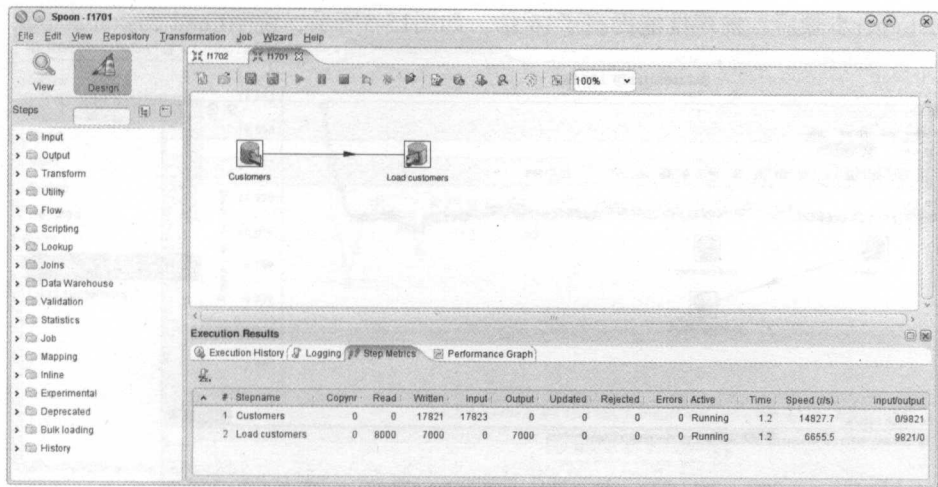 Spoon - f1701
File Edit View Repository Transformation Job Wizard Help
View
Design
f1702
f1701
100%
Steps
Input
Output
Transform
Utility
Flow
Scripting
Lookup
Joins
Data Warehouse
Validation
Statistics
Job
Mapping
Inline
Experimental
Deprecated
Bulk loading
History
Customers
Load customers
Execution Results
Execution History Logging Step Metrics Performance Graph
# Stepname Copynr Read Written Input Output Updated Rejected Errors Active Time Speed (r/s) input/output
1 Customers 0 0 17821 17823 0 0 0 0 Running 1.2 14827.7 0/9821
2 Load customers 0 8000 7000 0 7000 0 0 0 Running 1.2 6655.5 9821/0